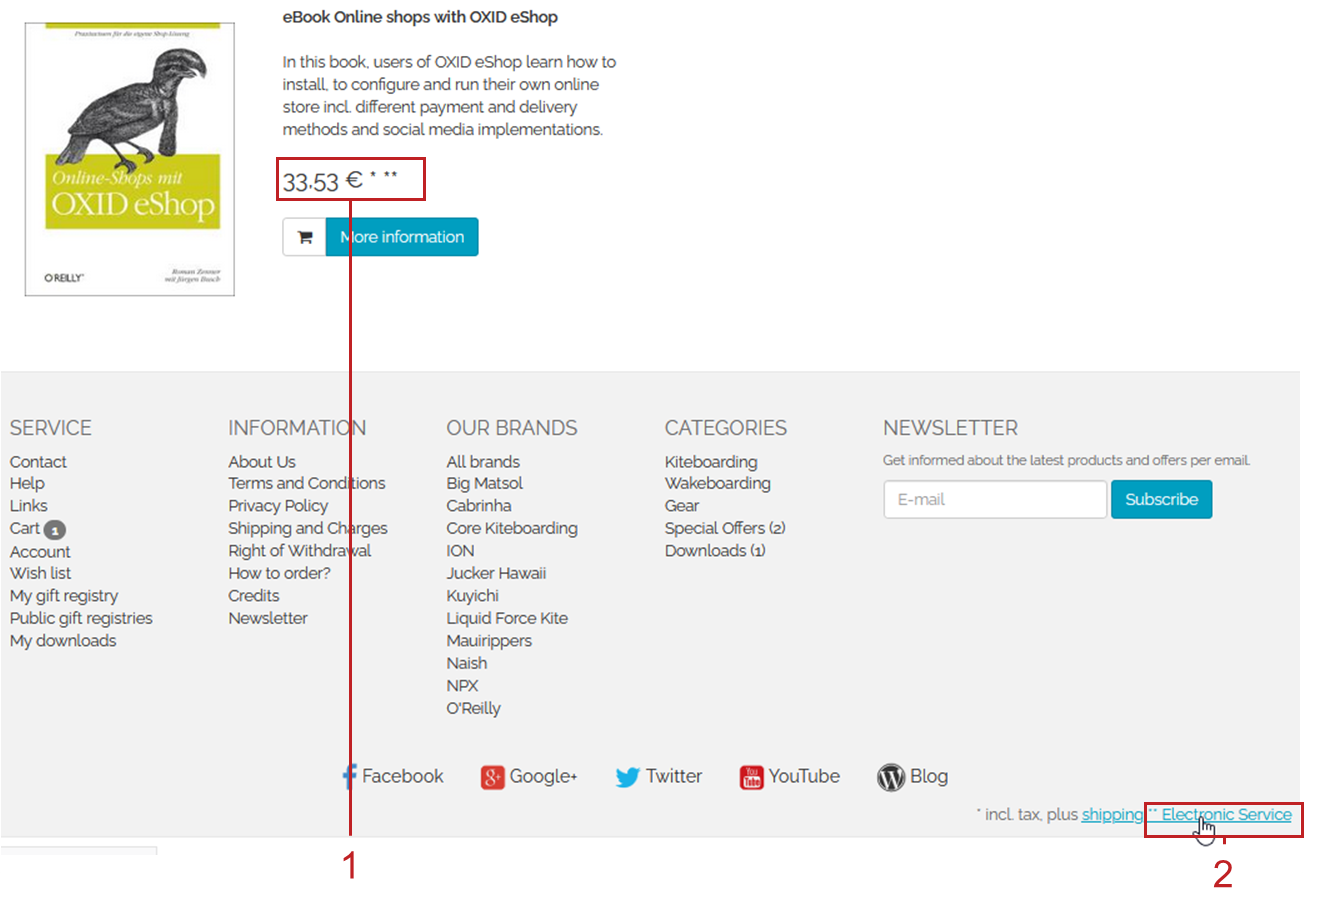 eBook Online shops with OXID eShop
Praxiswissen für die eigene Shop-Lösung
Online-Shops mit
OXID eShop
O'REILLY®
Roman Zenner
mit Jürgen Busch
In this book, users of OXID eShop learn how to
install, to configure and run their own online
store incl. different payment and delivery
methods and social media implementations.
33,53 € * **
More information
SERVICE
Contact
Help
Links
Cart 1
Account
Wish list
My gift registry
Public gift registries
My downloads
INFORMATION
About Us
Terms and Conditions
Privacy Policy
Shipping and Charges
Right of Withdrawal
How to order?
Credits
Newsletter
OUR BRANDS
All brands
Big Matsol
Cabrinha
Core Kiteboarding
ION
Jucker Hawaii
Kuyichi
Liquid Force Kite
Mauirippers
Naish
NPX
O'Reilly
CATEGORIES
Kiteboarding
Wakeboarding
Gear
Special Offers (2)
Downloads (1)
NEWSLETTER
Get informed about the latest products and offers per email.
E-mail
Subscribe
f Facebook
g+ Google+
Twitter
You Tube YouTube
W Blog
* incl. tax, plus shipping ** Electronic Service
1
2